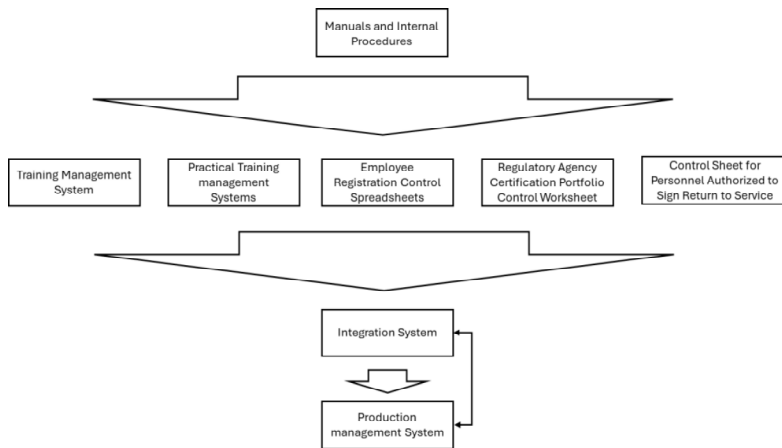 Manuals and Internal
Procedures
Training Management
System
Practical Training
management
Systems
Employee
Registration Control
Spreadsheets
Regulatory Agency
Certification Portfolio
Control Worksheet
Control Sheet for
Personnel Authorized to
Sign Return to Service
Integration System
Production
management System